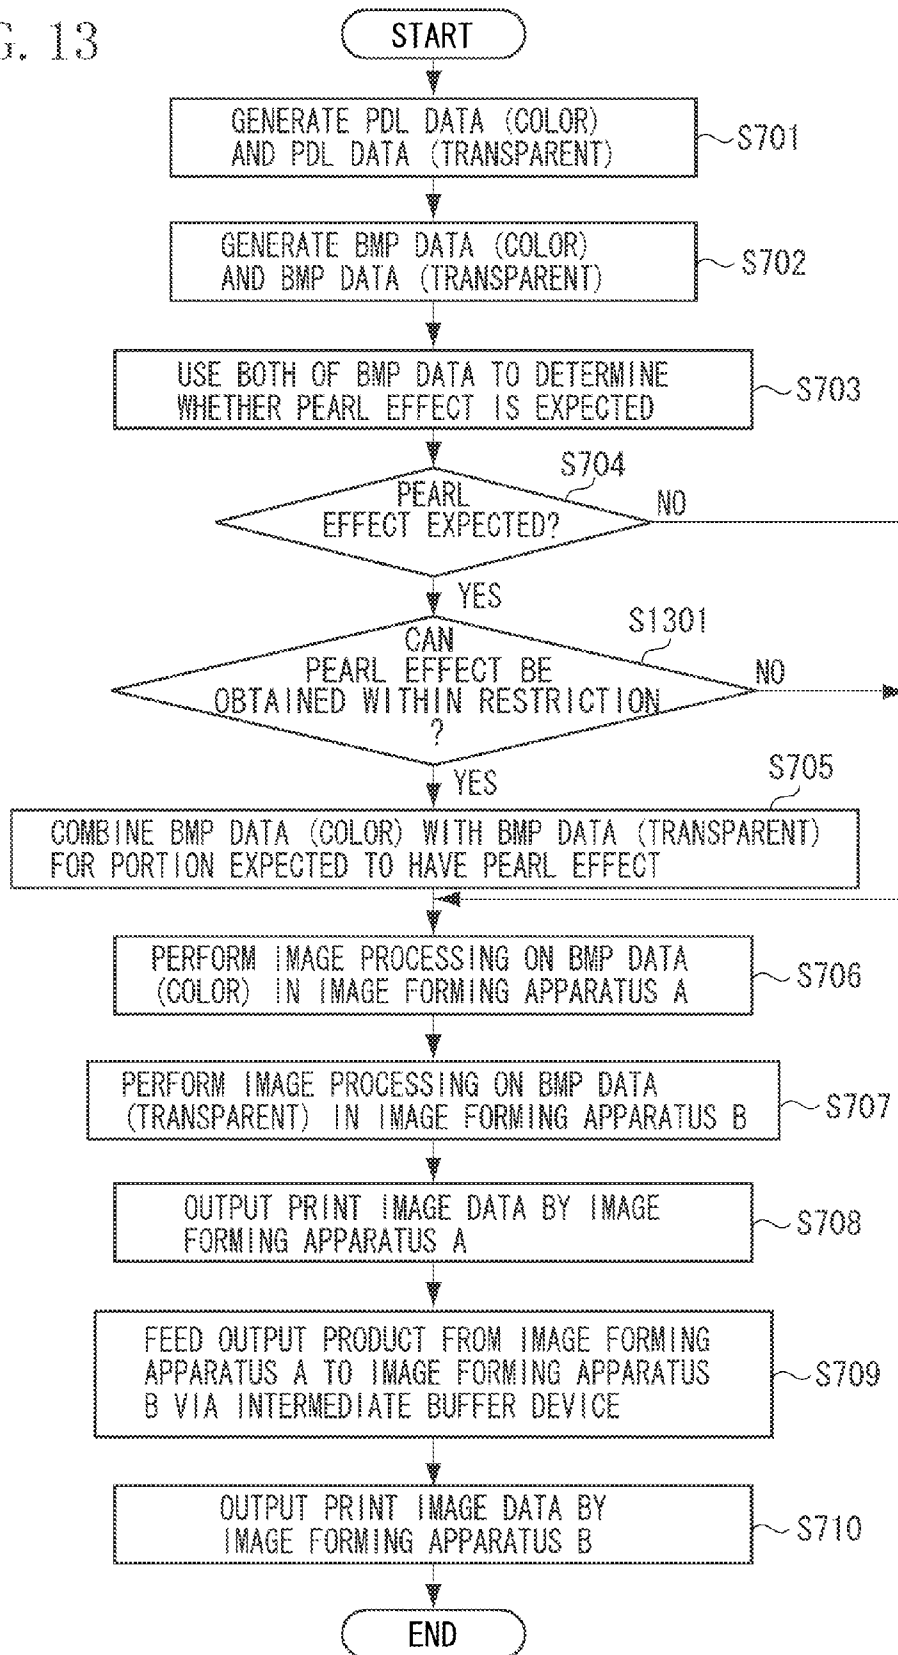 G. 13
START
GENERATE PDL DATA (COLOR)
AND PDL DATA (TRANSPARENT)
S701
GENERATE BMP DATA (COLOR)
AND BMP DATA (TRANSPARENT)
S702
USE BOTH OF BMP DATA TO DETERMINE
WHETHER PEARL EFFECT IS EXPECTED
S703
S704
PEARL
EFFECT EXPECTED?
NO
YES
S1301
CAN
PEARL EFFECT BE
OBTAINED WITHIN RESTRICTION
?
NO
YES
S705
COMBINE BMP DATA (COLOR) WITH BMP DATA (TRANSPARENT)
FOR PORTION EXPECTED TO HAVE PEARL EFFECT
PERFORM IMAGE PROCESSING ON BMP DATA
(COLOR) IN IMAGE FORMING APPARATUS A
S706
PERFORM IMAGE PROCESSING ON BMP DATA
(TRANSPARENT) IN IMAGE FORMING APPARATUS B
S707
OUTPUT PRINT IMAGE DATA BY IMAGE
FORMING APPARATUS A
S708
FEED OUTPUT PRODUCT FROM IMAGE FORMING
APPARATUS A TO IMAGE FORMING APPARATUS
B VIA INTERMEDIATE BUFFER DEVICE
S709
OUTPUT PRINT IMAGE DATA BY
IMAGE FORMING APPARATUS B
S710
END